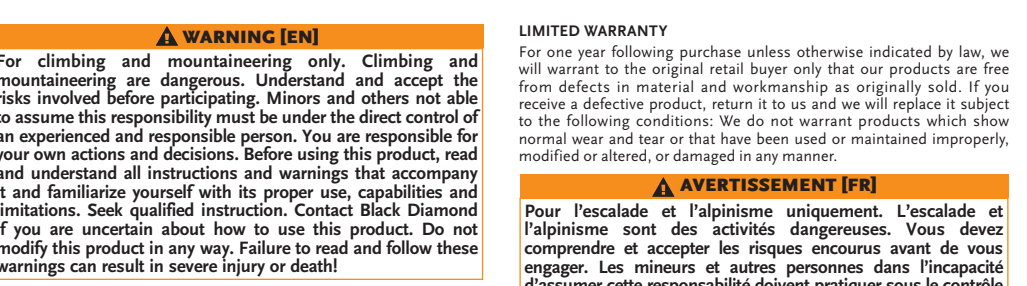 WARNING [EN]
For climbing and mountaineering only. Climbing and
mountaineering are dangerous. Understand and accept the
risks involved before participating. Minors and others not able
to assume this responsibility must be under the direct control of
an experienced and responsible person. You are responsible for
your own actions and decisions. Before using this product, read
and understand all instructions and warnings that accompany
it and familiarize yourself with its proper use, capabilities and
limitations. Seek qualified instruction. Contact Black Diamond
if you are uncertain about how to use this product. Do not
modify this product in any way. Failure to read and follow these
warnings can result in severe injury or death!
LIMITED WARRANTY
For one year following purchase unless otherwise indicated by law, we
will warrant to the original retail buyer only that our products are free
from defects in material and workmanship as originally sold. If you
receive a defective product, return it to us and we will replace it subject
to the following conditions: We do not warrant products which show
normal wear and tear or that have been used or maintained improperly,
modified or altered, or damaged in any manner.
AVERTISSEMENT [FR]
Pour l’escalade et l’alpinisme uniquement. L’escalade et
l’alpinisme sont des activités dangereuses. Vous devez
comprendre et accepter les risques encourus avant de vous
engager. Les mineurs et autres personnes dans l’incapacité
d’assumer cette responsabilité doivent pratiquer sous le contrôle